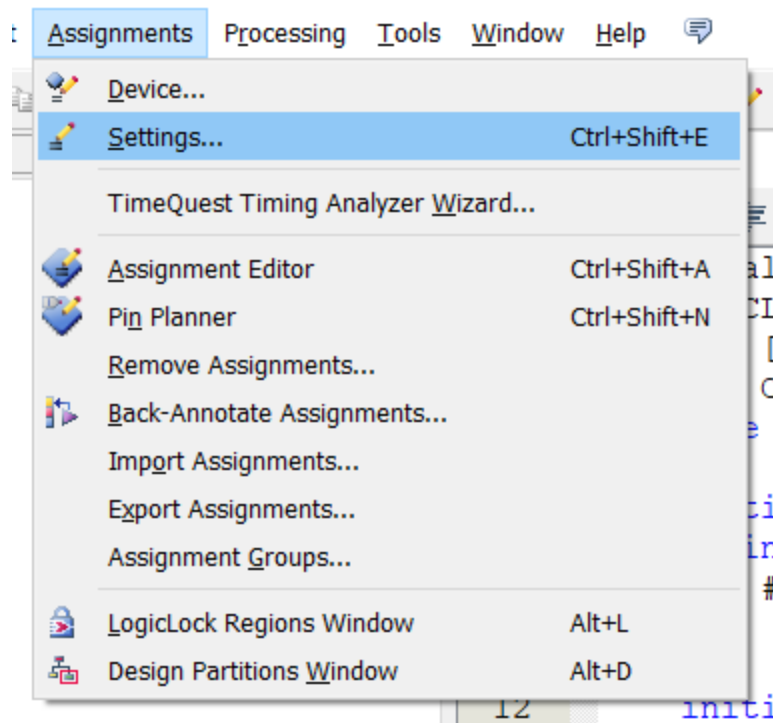 t Assignments Processing Tools Window Help
Device...
Settings... Ctrl+Shift+E
TimeQuest Timing Analyzer Wizard...
Assignment Editor Ctrl+Shift+A
Pin Planner Ctrl+Shift+N
Remove Assignments...
Back-Annotate Assignments...
Import Assignments...
Export Assignments...
Assignment Groups...
LogicLock Regions Window Alt+L
Design Partitions Window Alt+D
12 initi